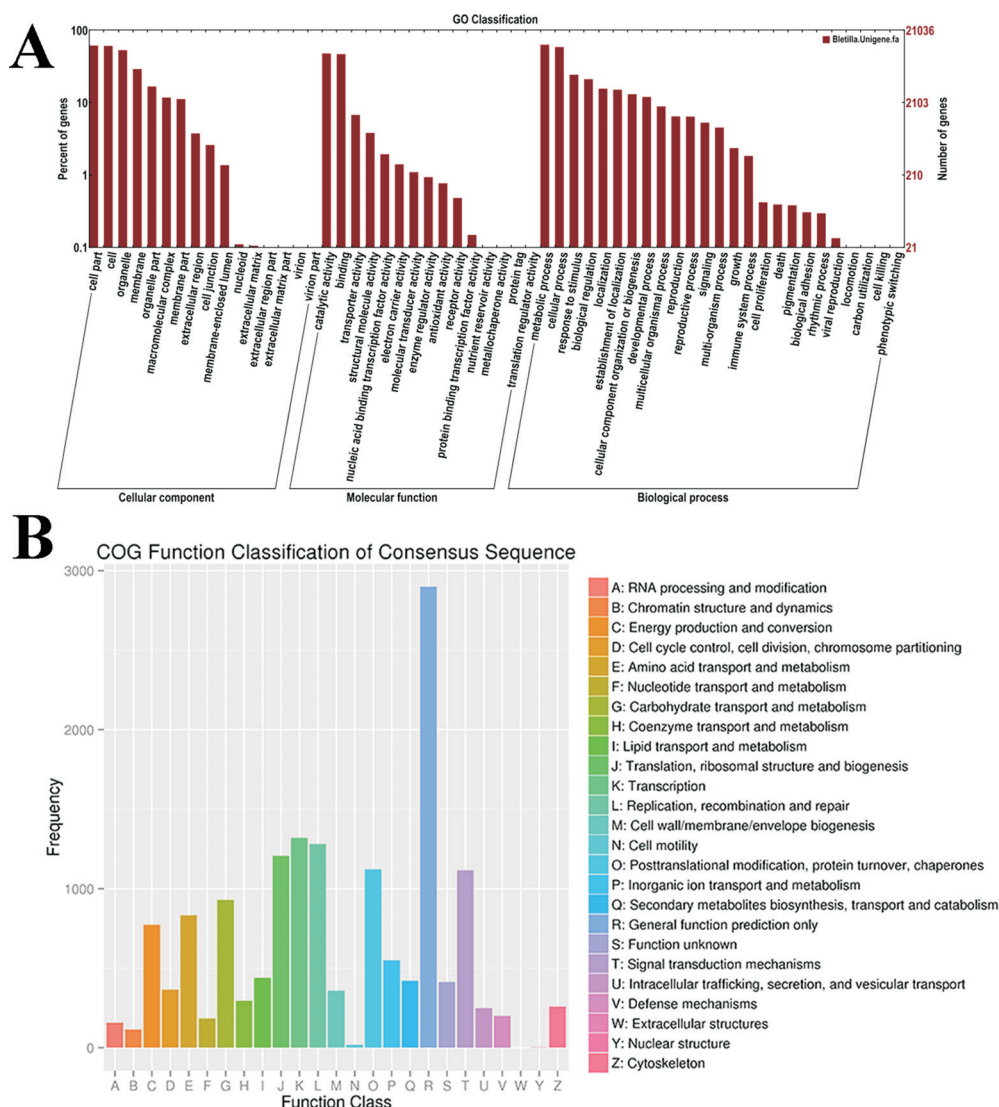 A
GO Classification
100
10
1
0.1
Percent of genes
21036
2103
210
21
Number of genes
Bletilla.Unigene.fa
cell part
cell
organelle
membrane
organelle part
macromolecular complex
membrane part
extracellular region
cell junction
membrane-enclosed lumen
nucleoid
extracellular matrix
extracellular region part
extracellular matrix part
virion
virion part
catalytic activity
binding
transporter activity
structural molecule activity
nucleic acid binding transcription factor activity
electron carrier activity
molecular transducer activity
enzyme regulator activity
antioxidant activity
receptor activity
protein binding transcription factor activity
nutrient reservoir activity
metallochaperone activity
protein tag
translation regulator activity
metabolic process
cellular process
response to stimulus
biological regulation
localization
establishment of localization
cellular component organization or biogenesis
developmental process
multicellular organismal process
reproduction
reproductive process
signaling
multi-organism process
growth
immune system process
cell proliferation
death
pigmentation
biological adhesion
rhythmic process
viral reproduction
locomotion
carbon utilization
cell killing
phenotypic switching
Cellular component
Molecular function
Biological process
B
COG Function Classification of Consensus Sequence
3000
2000
1000
0
Frequency
A B C D E F G H I J K L M N O P Q R S T U V W Y Z
Function Class
A: RNA processing and modification
B: Chromatin structure and dynamics
C: Energy production and conversion
D: Cell cycle control, cell division, chromosome partitioning
E: Amino acid transport and metabolism
F: Nucleotide transport and metabolism
G: Carbohydrate transport and metabolism
H: Coenzyme transport and metabolism
I: Lipid transport and metabolism
J: Translation, ribosomal structure and biogenesis
K: Transcription
L: Replication, recombination and repair
M: Cell wall/membrane/envelope biogenesis
N: Cell motility
O: Posttranslational modification, protein turnover, chaperones
P: Inorganic ion transport and metabolism
Q: Secondary metabolites biosynthesis, transport and catabolism
R: General function prediction only
S: Function unknown
T: Signal transduction mechanisms
U: Intracellular trafficking, secretion, and vesicular transport
V: Defense mechanisms
W: Extracellular structures
Y: Nuclear structure
Z: Cytoskeleton